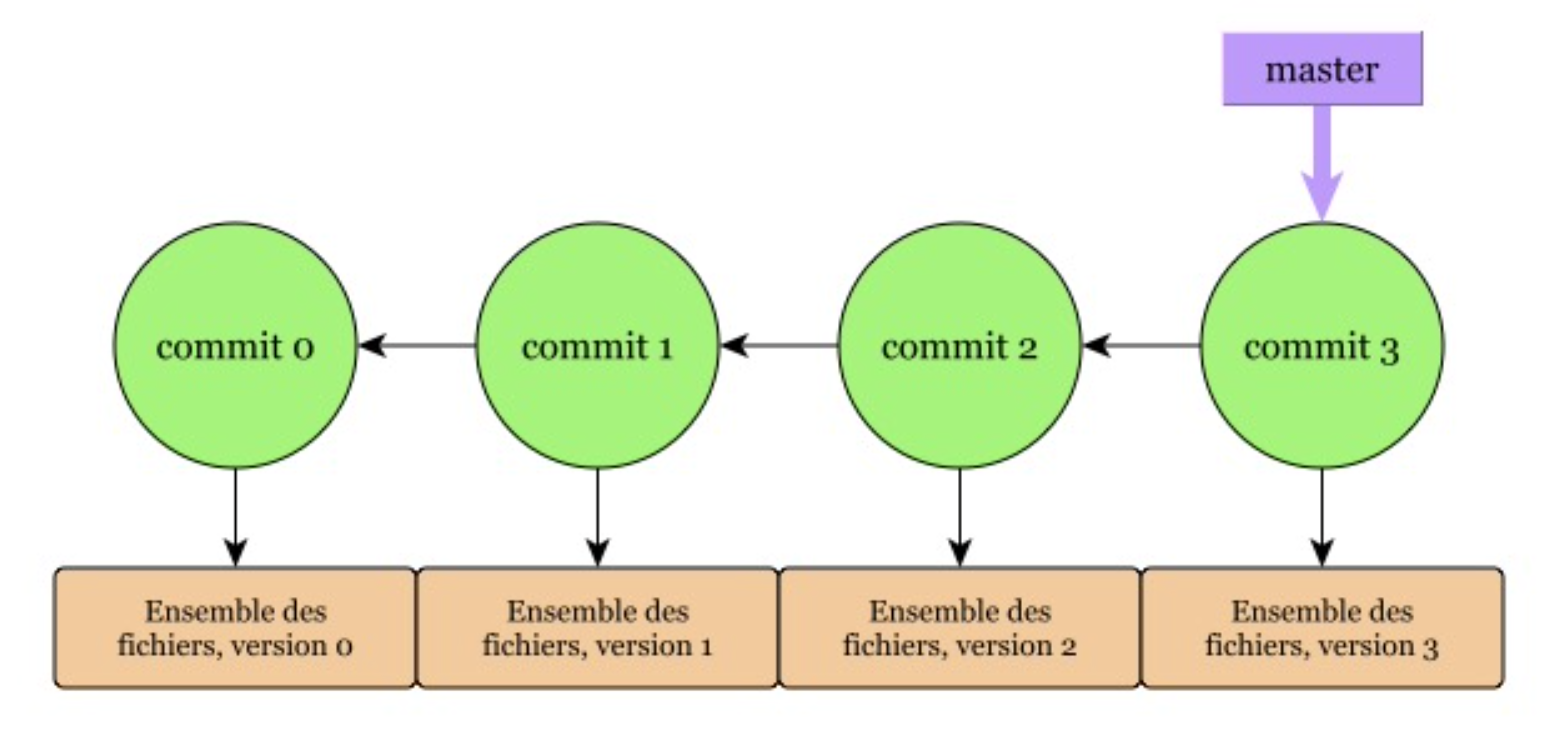 master
commit 0
commit 1
commit 2
commit 3
Ensemble des
fichiers, version 0
Ensemble des
fichiers, version 1
Ensemble des
fichiers, version 2
Ensemble des
fichiers, version 3